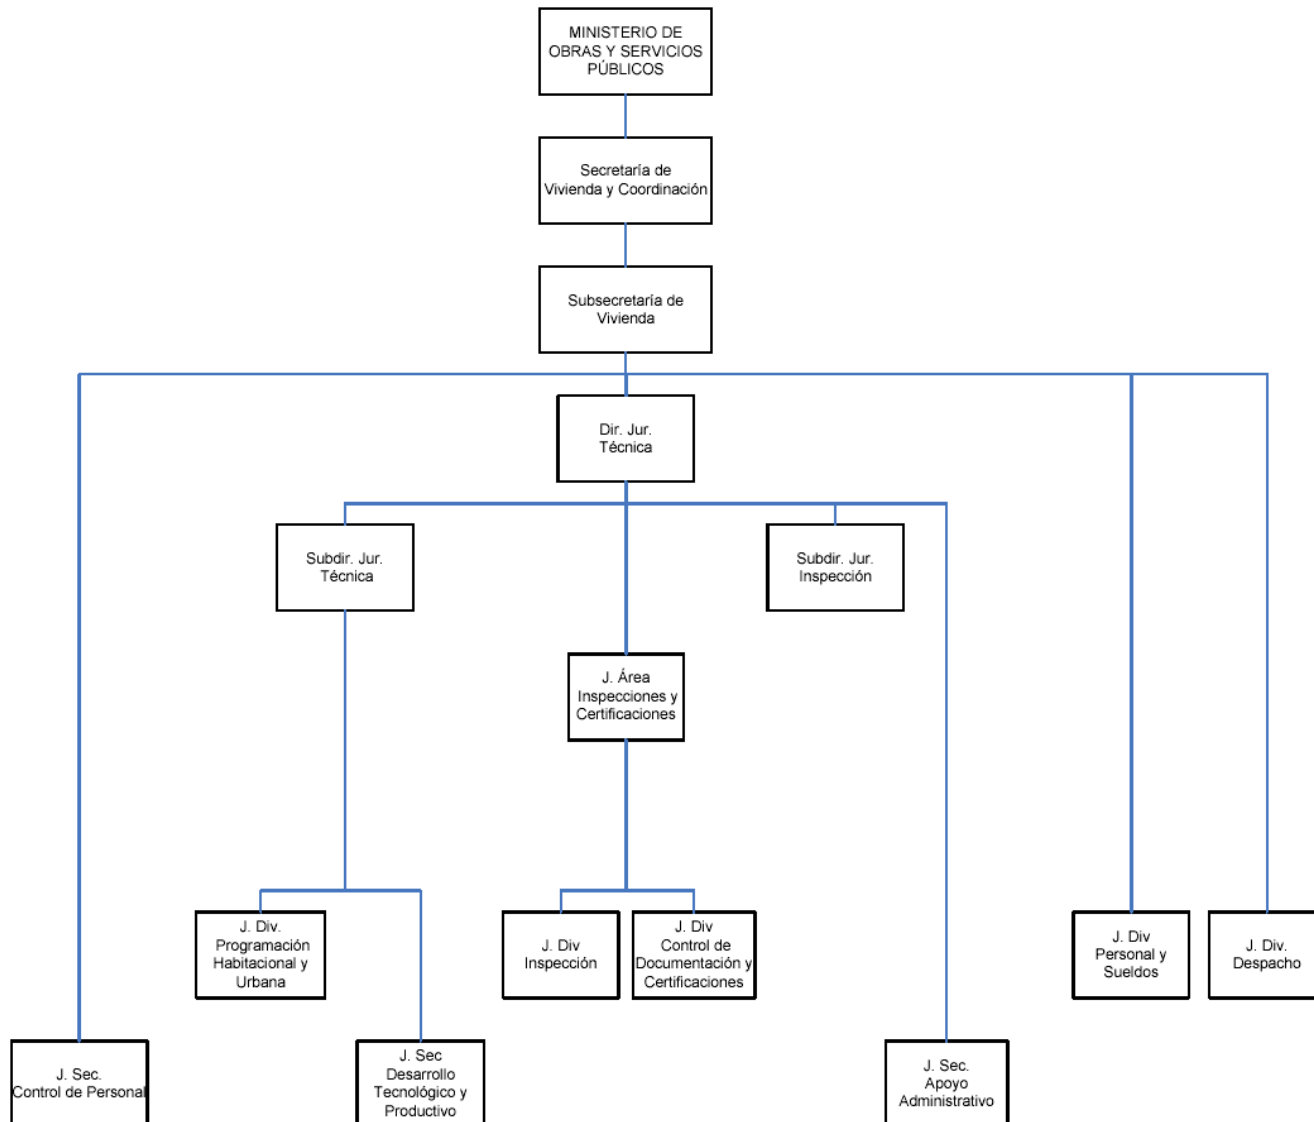 MINISTERIO DE
OBRAS Y SERVICIOS
PÚBLICOS
Secretaría de
Vivienda y Coordinación
Subsecretaría de
Vivienda
Dir. Jur.
Técnica
Subdir. Jur.
Técnica
Subdir. Jur.
Inspección
J. Área
Inspecciones y
Certificaciones
J. Div.
Programación
Habitacional y
Urbana
J. Div
Inspección
J. Div
Control de
Documentación y
Certificaciones
J. Div
Personal y
Sueldos
J. Div.
Despacho
J. Sec.
Control de Personal
J. Sec
Desarrollo
Tecnológico y
Productivo
J. Sec.
Apoyo
Administrativo